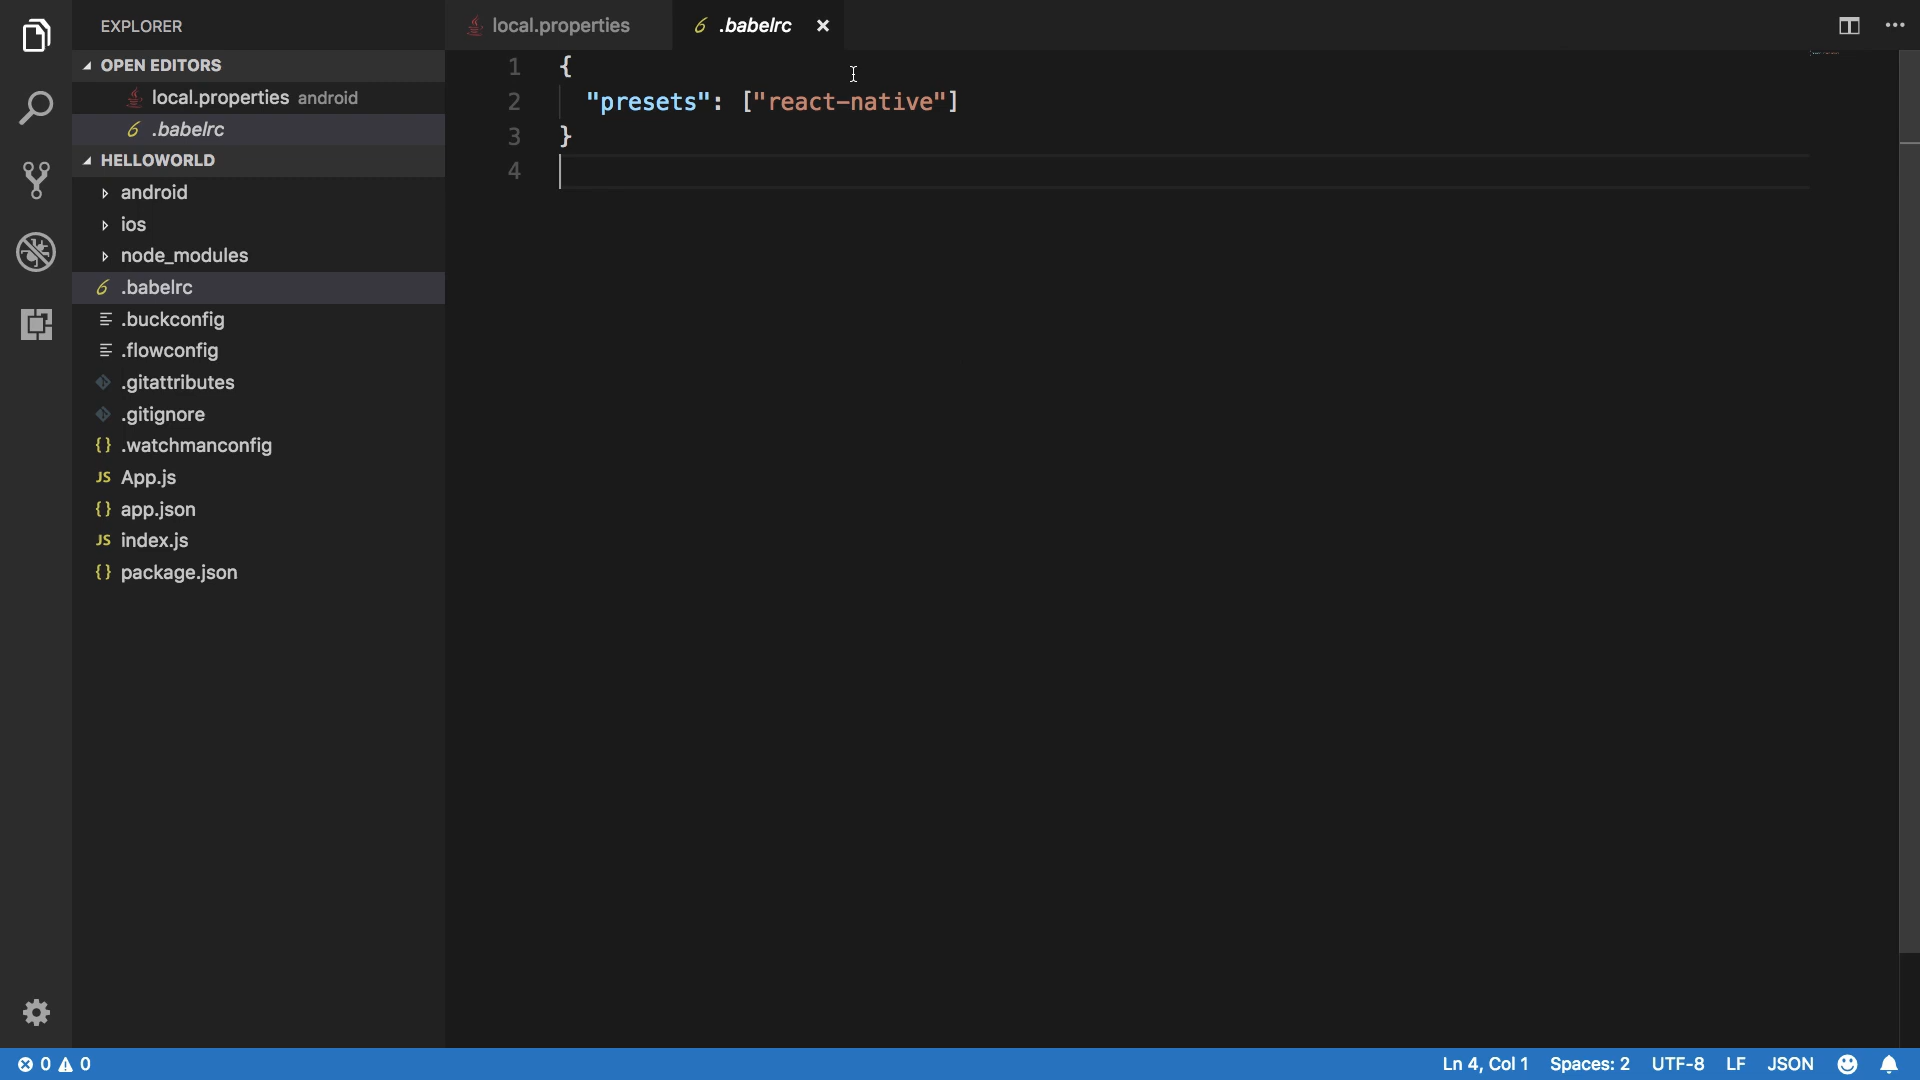 EXPLORER
OPEN EDITORS
local.properties android
.babelrc
HELLOWORLD
android
ios
node_modules
.babelrc
.buckconfig
.flowconfig
.gitattributes
.gitignore
{} .watchmanconfig
JS App.js
{} app.json
JS index.js
{} package.json
local.properties
.babelrc
1 {
2 "presets": ["react-native"]
3 }
4
0 0
Ln 4, Col 1 Spaces: 2 UTF-8 LF JSON